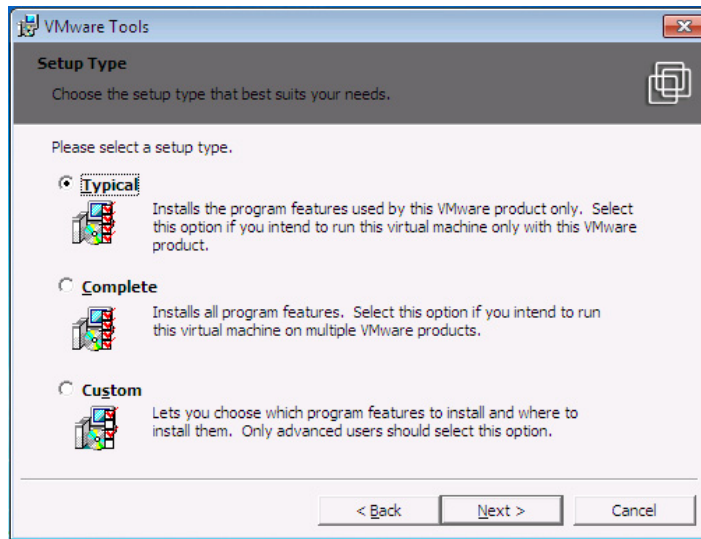 VMware Tools
Setup Type
Choose the setup type that best suits your needs.
Please select a setup type.
Typical
Installs the program features used by this VMware product only.  Select
this option if you intend to run this virtual machine only with this VMware
product.
Complete
Installs all program features.  Select this option if you intend to run
this virtual machine on multiple VMware products.
Custom
Lets you choose which program features to install and where to
install them.  Only advanced users should select this option.
< Back
Next >
Cancel